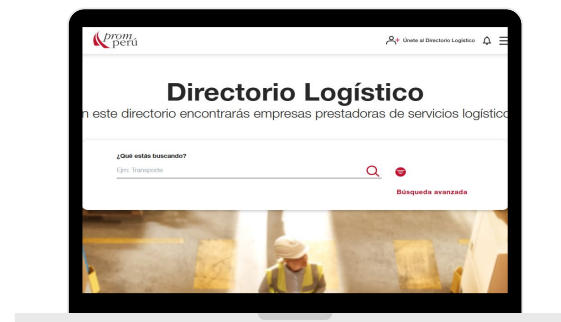 prom
perú
Únete al Directorio Logístico
Directorio Logístico
n este directorio encontrarás empresas prestadoras de servicios logístico
¿Qué estás buscando?
Ejm: Transporte
Búsqueda avanzada